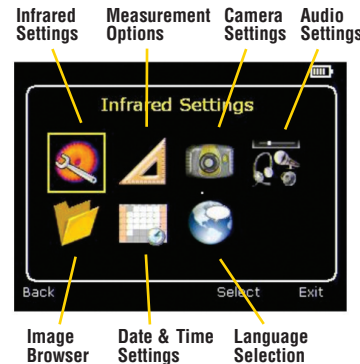 Infrared Settings
Measurement Options
Camera Settings
Audio Settings
Infrared Settings
Back
Select
Exit
Image Browser
Date & Time Settings
Language Selection